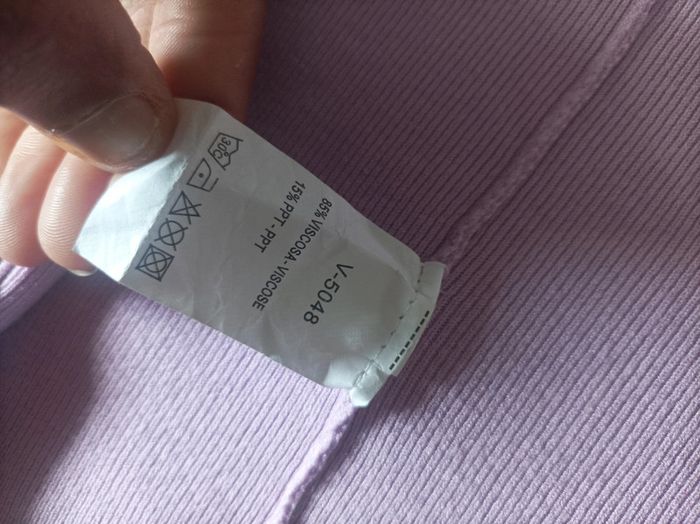 V-5048
85% VISCOSA - VISCOSE
15% PPT - PPT
30C